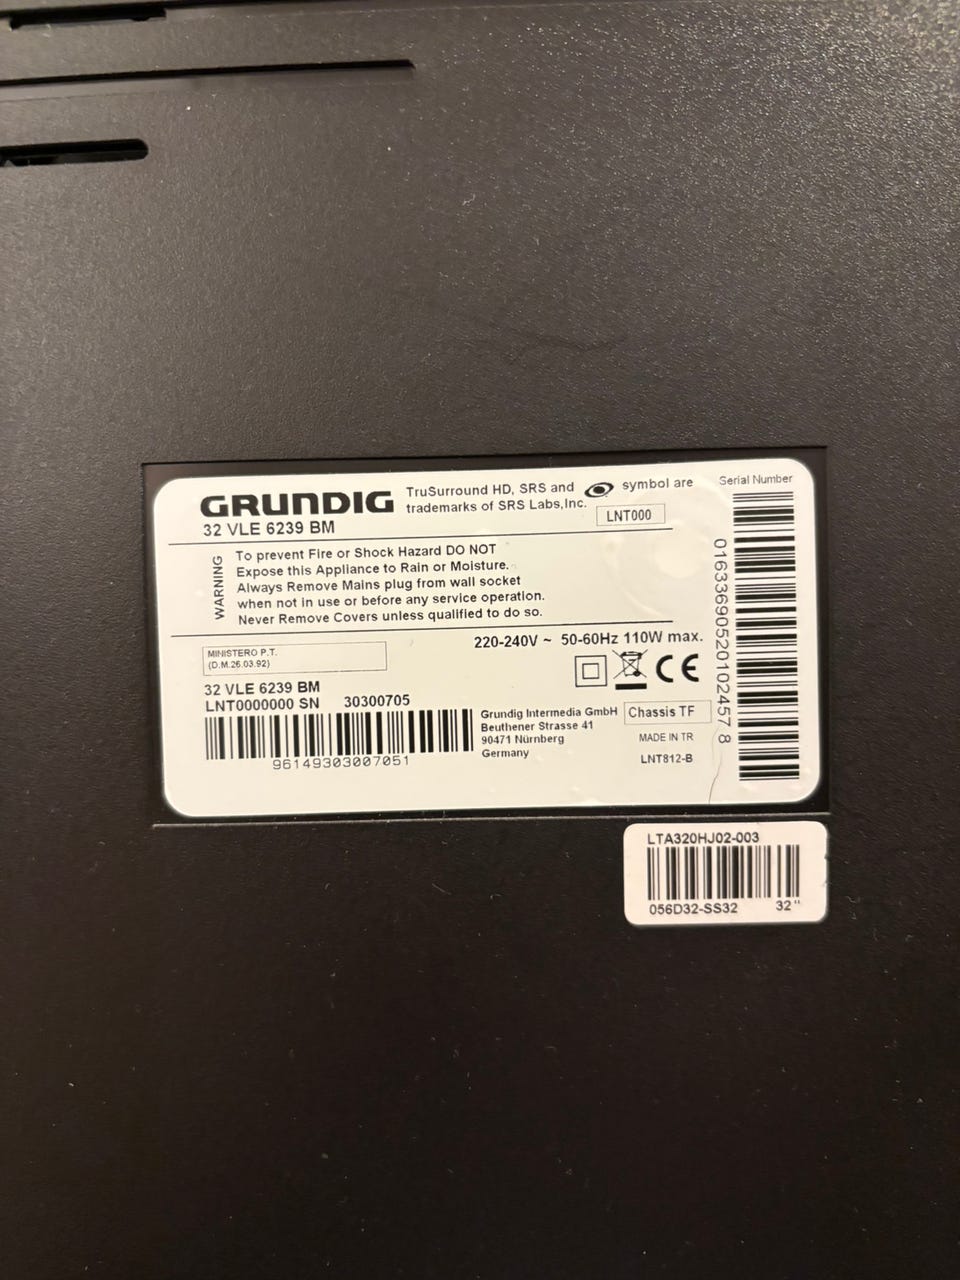 GRUNDIG
32 VLE 6239 BM
TruSurround HD, SRS and symbol are
trademarks of SRS Labs,Inc.
LNT000
WARNING
To prevent Fire or Shock Hazard DO NOT
Expose this Appliance to Rain or Moisture.
Always Remove Mains plug from wall socket
when not in use or before any service operation.
Never Remove Covers unless qualified to do so.
220-240V ~ 50-60Hz 110W max.
MINISTERO P.T.
(D.M.26.03.92)
CE
32 VLE 6239 BM
LNT0000000 SN 30300705
96149303007051
Grundig Intermedia GmbH
Beuthener Strasse 41
90471 Nürnberg
Germany
Chassis TF
MADE IN TR
LNT812-B
Serial Number
01633690520102457 8
LTA320HJ02-003
056D32-SS32 32"